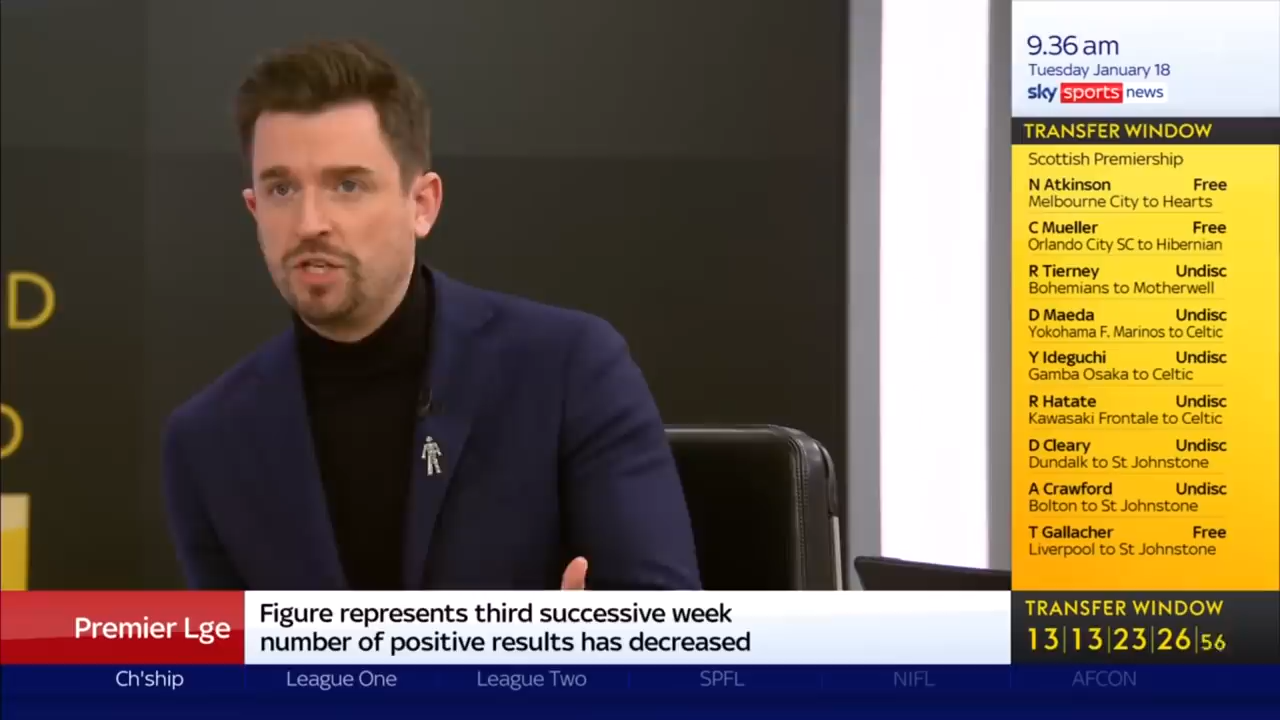 D
9.36 am
Tuesday January 18
sky sports news
TRANSFER WINDOW
Scottish Premiership
N Atkinson Free
Melbourne City to Hearts
C Mueller Free
Orlando City SC to Hibernian
R Tierney Undisc
Bohemians to Motherwell
D Maeda Undisc
Yokohama F. Marinos to Celtic
Y Ideguchi Undisc
Gamba Osaka to Celtic
R Hatate Undisc
Kawasaki Frontale to Celtic
D Cleary Undisc
Dundalk to St Johnstone
A Crawford Undisc
Bolton to St Johnstone
T Gallacher Free
Liverpool to St Johnstone
Premier Lge
Figure represents third successive week
number of positive results has decreased
TRANSFER WINDOW
13|13|23|26|56
Ch'ship League One League Two SPFL NIFL AFCON